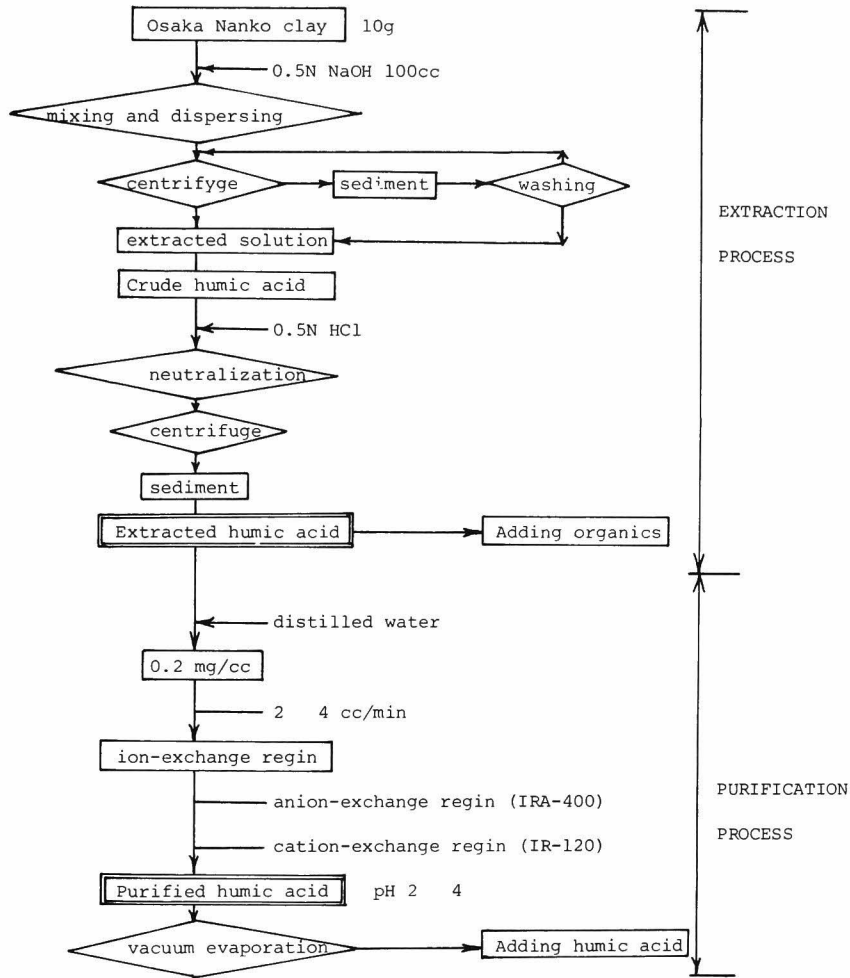 Osaka Nanko clay 10g
0.5N NaOH 100cc
mixing and dispersing
centrifyge
sediment
washing
extracted solution
Crude humic acid
0.5N HCl
neutralization
centrifuge
sediment
Extracted humic acid
Adding organics
EXTRACTION
PROCESS
distilled water
0.2 mg/cc
2 4 cc/min
ion-exchange regin
anion-exchange regin (IRA-400)
cation-exchange regin (IR-120)
Purified humic acid pH 2 4
vacuum evaporation
Adding humic acid
PURIFICATION
PROCESS